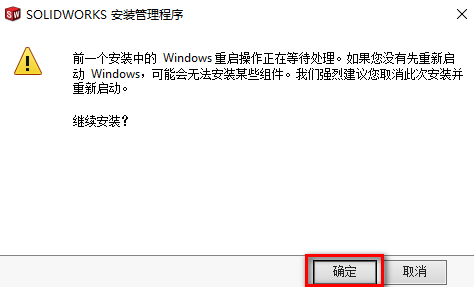 SOLIDWORKS 安装管理程序
前一个安装中的 Windows 重启操作正在等待处理。如果您没有先重新启
动 Windows，可能会无法安装某些组件。我们强烈建议您取消此次安装并
重新启动。
继续安装？
确定 取消